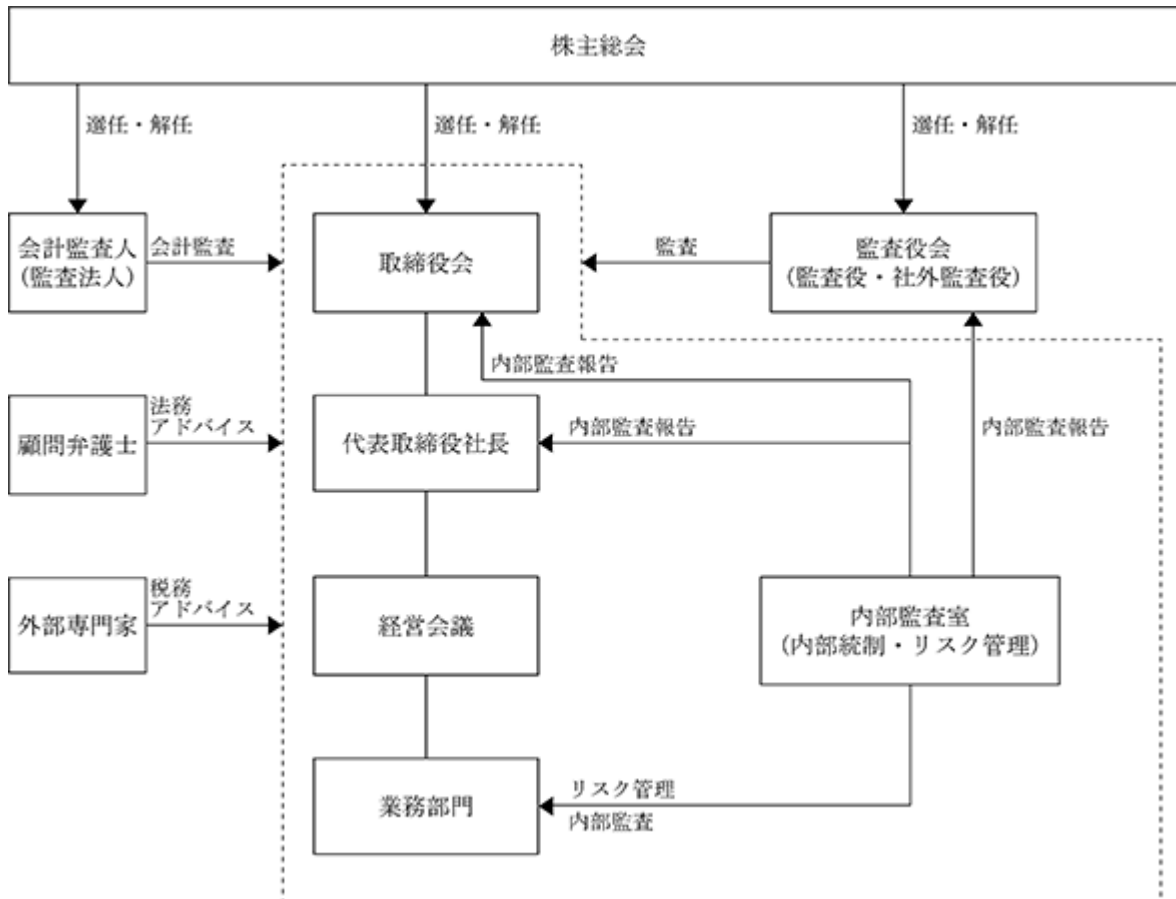 株主総会
選任・解任
選任・解任
選任・解任
会計監査人
(監査法人)
会計監査
取締役会
監査
監査役会
(監査役・社外監査役)
内部監査報告
顧問弁護士
法務
アドバイス
代表取締役社長
内部監査報告
内部監査報告
外部専門家
税務
アドバイス
経営会議
内部監査室
(内部統制・リスク管理)
業務部門
リスク管理
内部監査